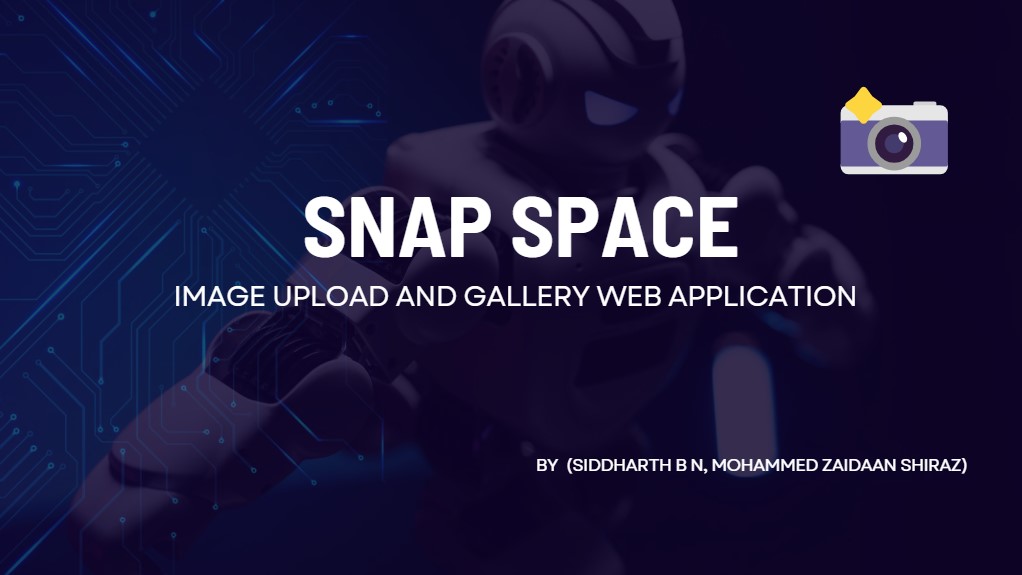 SNAP SPACE
IMAGE UPLOAD AND GALLERY WEB APPLICATION
BY (SIDDHARTH B N, MOHAMMED ZAIDAAN SHIRAZ)